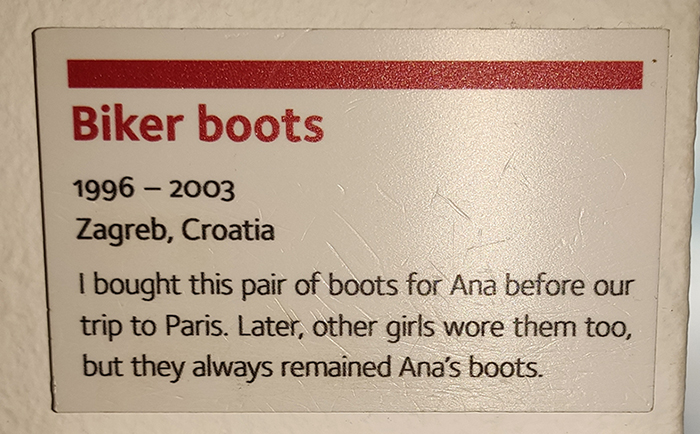 Biker boots
1996 – 2003
Zagreb, Croatia
I bought this pair of boots for Ana before our
trip to Paris. Later, other girls wore them too,
but they always remained Ana's boots.